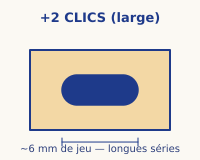 +2 CLICS (large)
~6 mm de jeu — longues séries